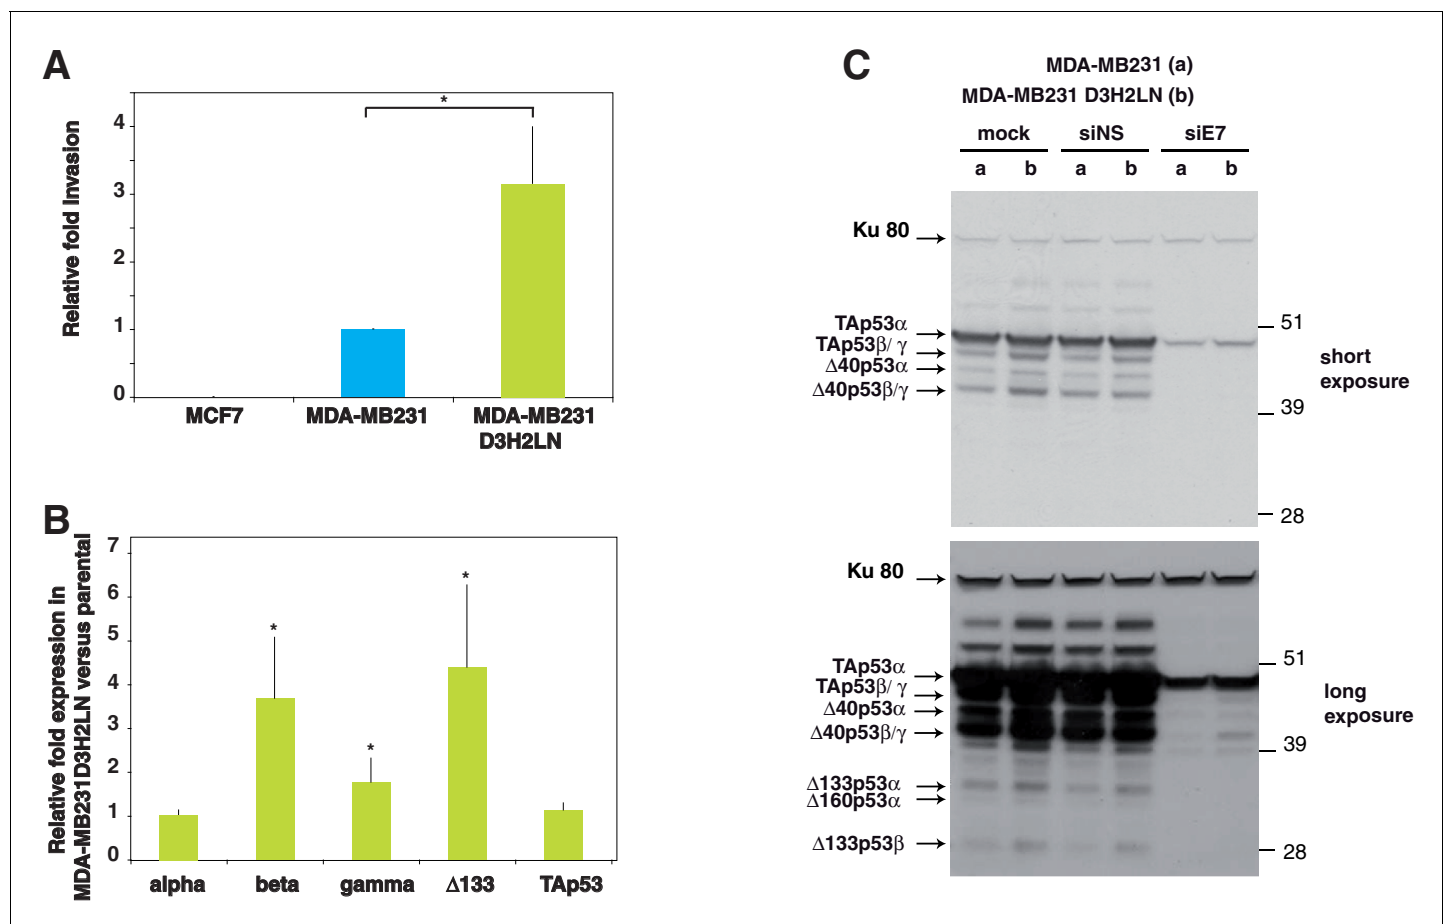 A
Relative fold Invasion
4
3
2
1
0
*
MCF7
MDA-MB231
MDA-MB231
D3H2LN
B
Relative fold expression in
MDA-MB231D3H2LN versus parental
7
6
5
4
3
2
1
0
*
*
*
alpha
beta
gamma
Δ133
TAp53
C
MDA-MB231 (a)
MDA-MB231 D3H2LN (b)
mock siNS siE7
a b a b a b
Ku 80
TAp53α
TAp53β/ γ
Δ40p53α
Δ40p53β/γ
51
39
28
short
exposure
Ku 80
TAp53α
TAp53β/ γ
Δ40p53α
Δ40p53β/γ
Δ133p53α
Δ160p53α
Δ133p53β
51
39
28
long
exposure